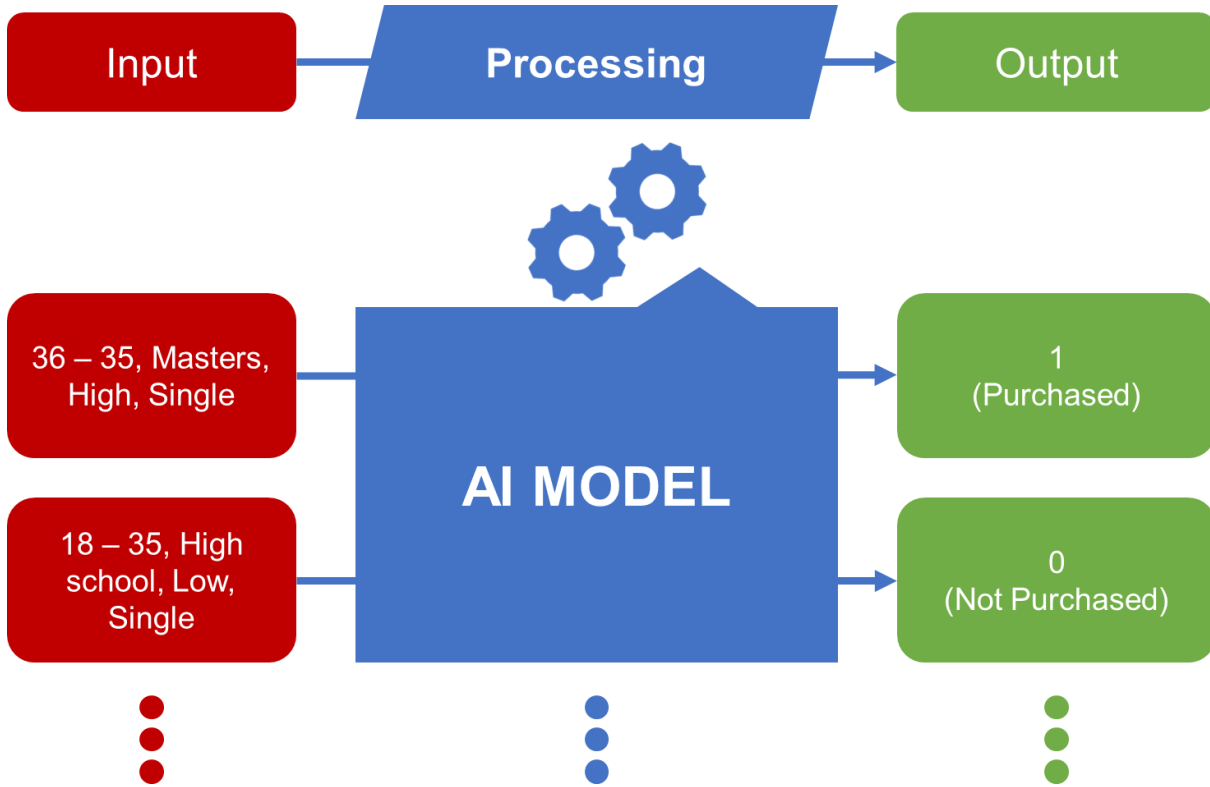 Input
Processing
Output
36 – 35, Masters,
High, Single
AI MODEL
1
(Purchased)
18 – 35, High
school, Low,
Single
0
(Not Purchased)